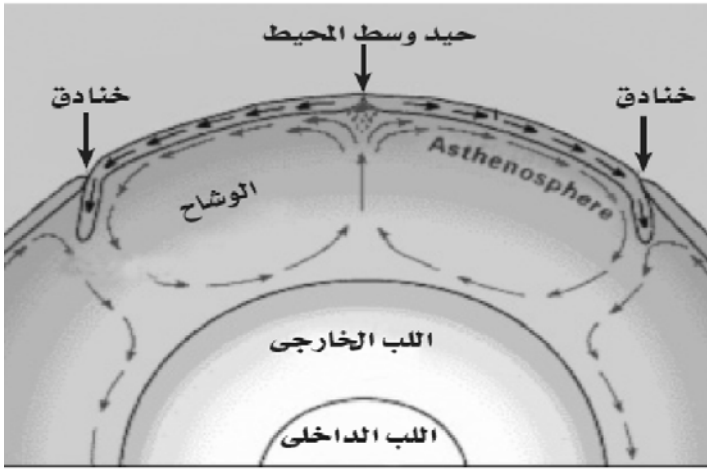 حيد وسط المحيط
خنادق
خنادق
Asthenosphere
الوشاح
اللب الخارجى
اللب الداخلى